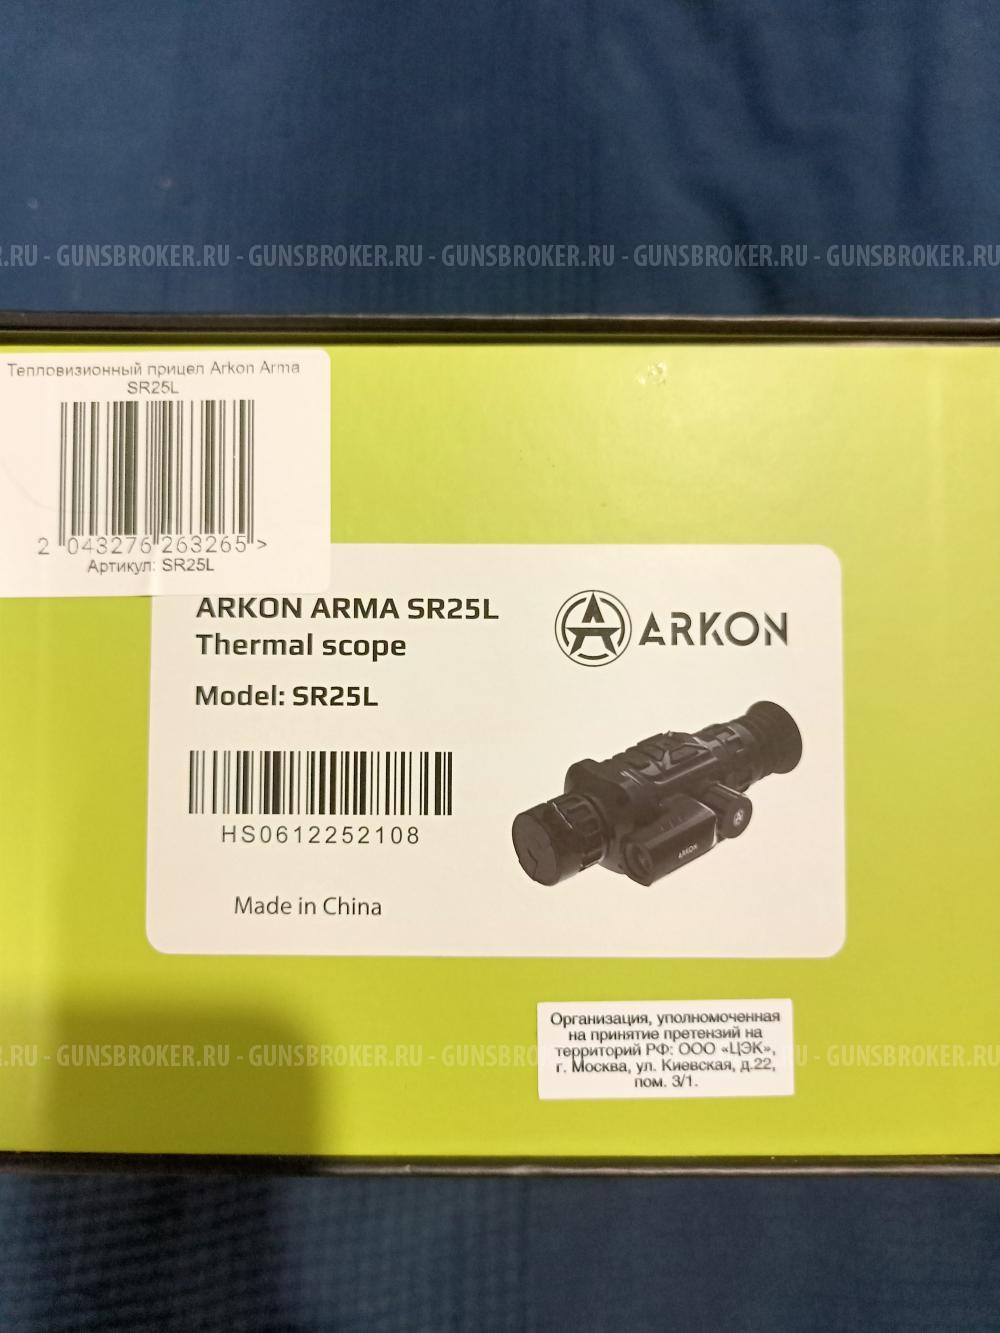 .RU - GUNSBROKER.RU - GUNSBROKER.RU - GUNSBROKER.RU - GUNSBROKER.RU - GUNSBROKER
Тепловизионный прицел Arkon Arma
SR25L
2 043276 263265 >
Артикул: SR25L
ARKON ARMA SR25L
Thermal scope
Model: SR25L
HS0612252108
Made in China
ARKON
ARKON
Организация, уполномоченная
на принятие претензий на
территорий РФ: ООО «ЦЭК»,
г. Москва, ул. Киевская, д.22,
пом. 3/1.
.RU - GUNSBROKER.RU - GUNSBROKER.RU - GUNSBROKER.RU - GUNSBROKER.RU - GUNSBROKER